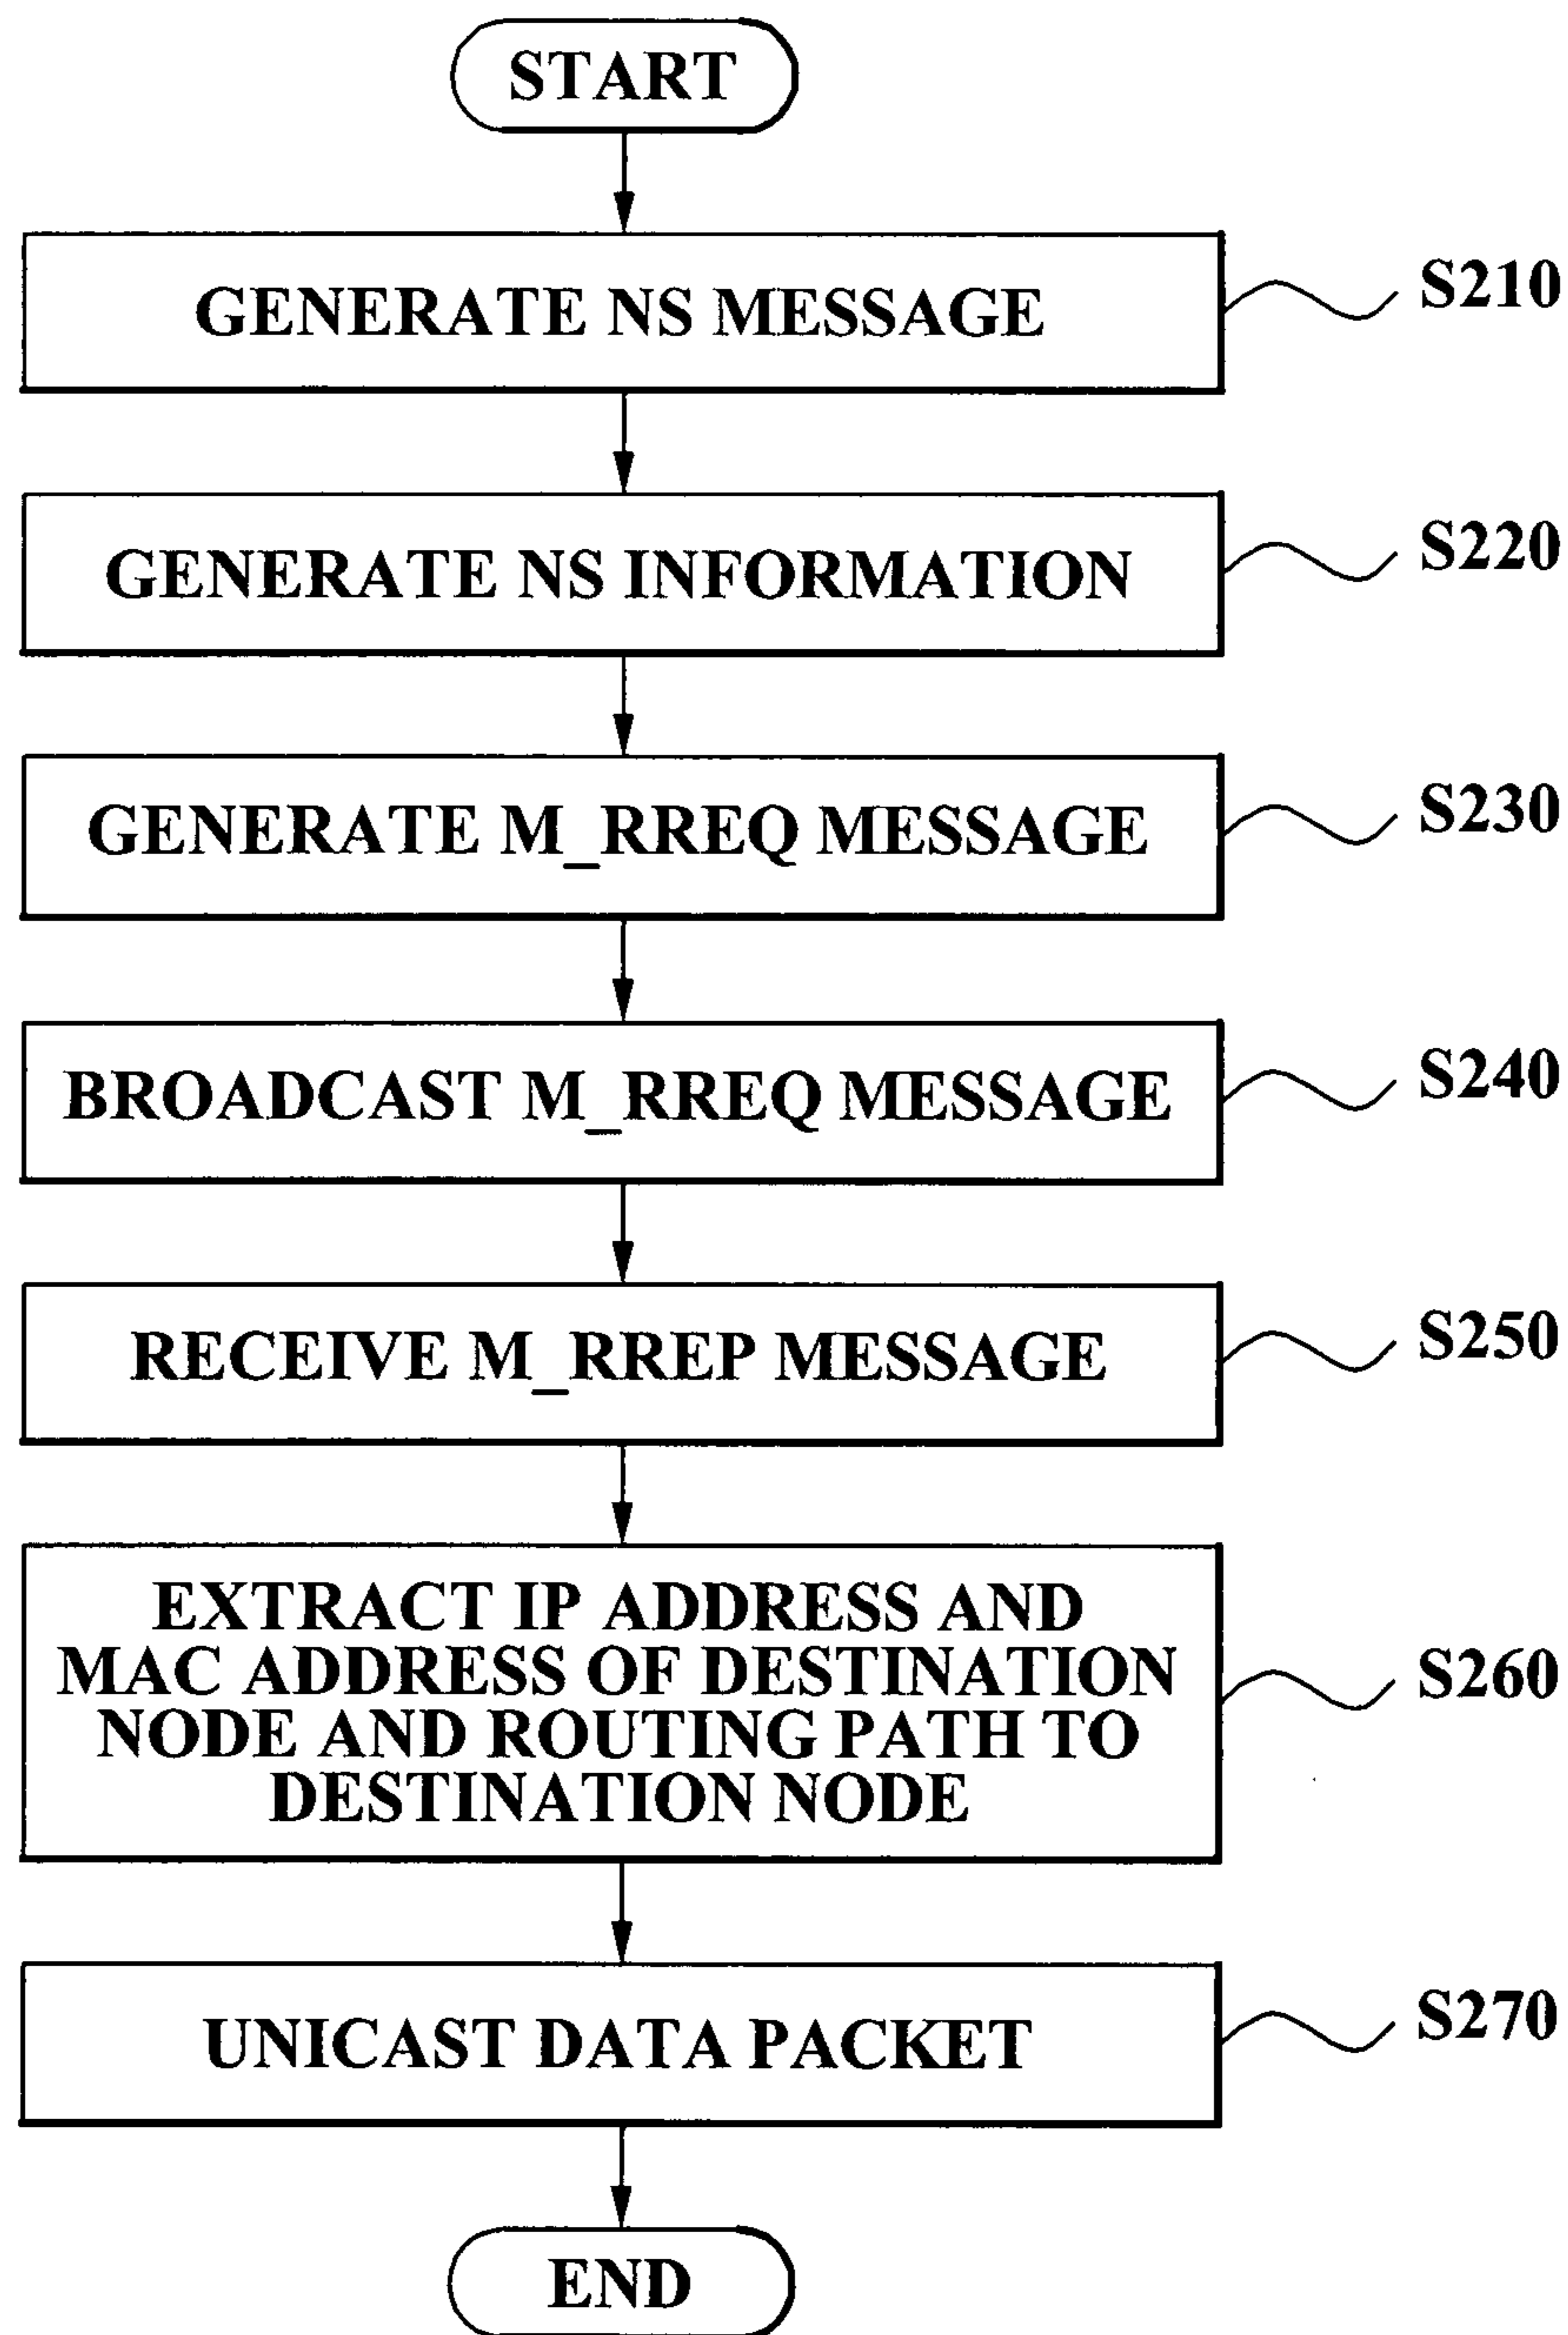 START
GENERATE NS MESSAGE
S210
GENERATE NS INFORMATION
S220
GENERATE M_RREQ MESSAGE
S230
BROADCAST M_RREQ MESSAGE
S240
RECEIVE M_RREP MESSAGE
S250
EXTRACT IP ADDRESS AND
MAC ADDRESS OF DESTINATION
NODE AND ROUTING PATH TO
DESTINATION NODE
S260
UNICAST DATA PACKET
S270
END